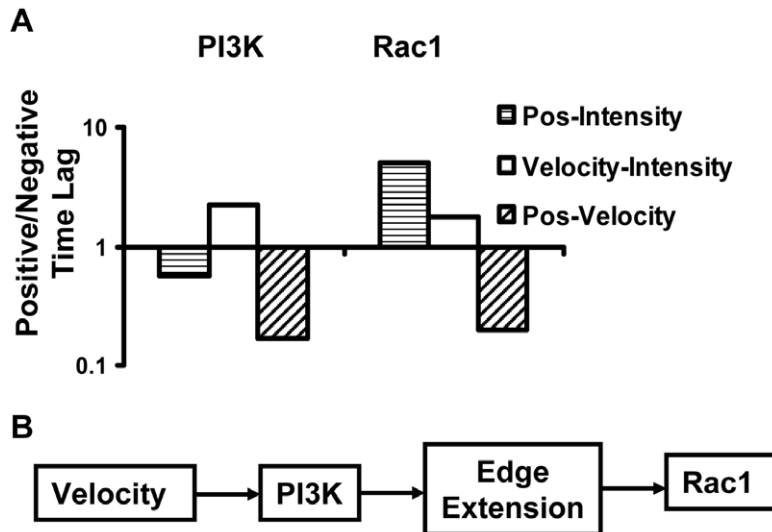 A
PI3K Rac1
Positive/Negative
Time Lag
10
1
0.1
Pos-Intensity
Velocity-Intensity
Pos-Velocity
B
Velocity
PI3K
Edge
Extension
Rac1